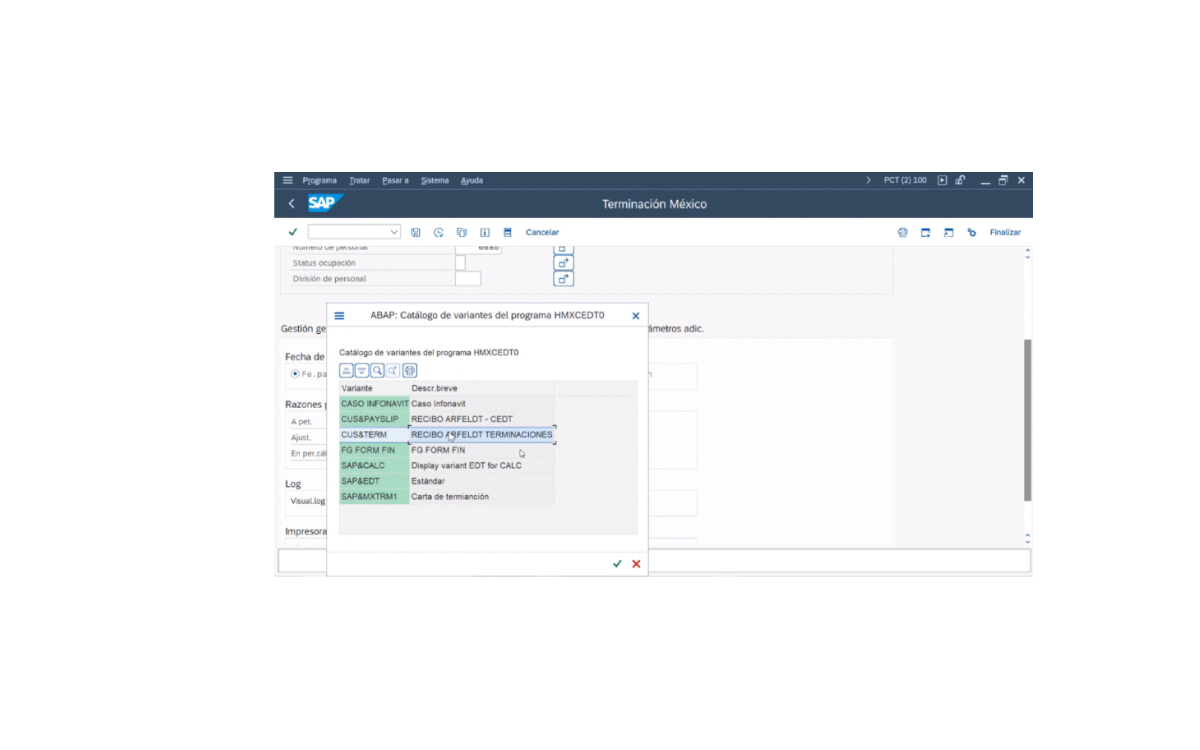 Programa Tratar Pasar a Sistema Ayuda PCT (2) 100
SAP Terminación México
Cancelar Finalizar
Número de personal 6680
Status ocupación
División de personal
ABAP: Catálogo de variantes del programa HMXCEDT0
Gestión ge ámetros adic.
Catálogo de variantes del programa HMXCEDT0
Fecha de
Fe. pa n
Variante Descr.breve
CASO INFONAVIT Caso Infonavit
Razones p
CUS&PAYSLIP RECIBO ARFELDT - CEDT
A pet.
CUS&TERM RECIBO ARFELDT TERMINACIONES
Ajust.
FG FORM FIN FG FORM FIN
En per.cál
SAP&CALC Display variant EDT for CALC
SAP&EDT Estándar
Log
SAP&MXTRM1 Carta de termianción
Visual.log
Impresora